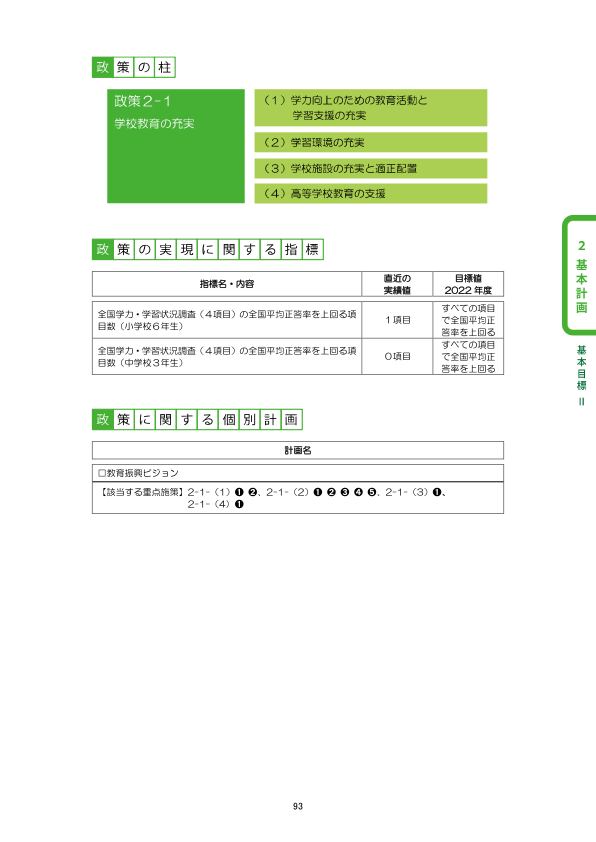 政策の柱
政策2-1
学校教育の充実
(1)学力向上のための教育活動と
学習支援の充実
(2)学習環境の充実
(3)学校施設の充実と適正配置
(4)高等学校教育の支援
政策の実現に関する指標
指標名・内容
直近の
実績値
目標値
2022年度
全国学力・学習状況調査(4項目)の全国平均正答率を上回る項
目数(小学校6年生)
1項目
すべての項目
で全国平均正
答率を上回る
全国学力・学習状況調査(4項目)の全国平均正答率を上回る項
目数(中学校3年生)
0項目
すべての項目
で全国平均正
答率を上回る
政策に関する個別計画
計画名
□教育振興ビジョン
【該当する重点施策】2-1-(1)❶ ❷、2-1-(2)❶ ❷ ❸ ❹ ❺、2-1-(3)❶、
2-1-(4)❶
2
基本計画
基本目標 Ⅱ
93